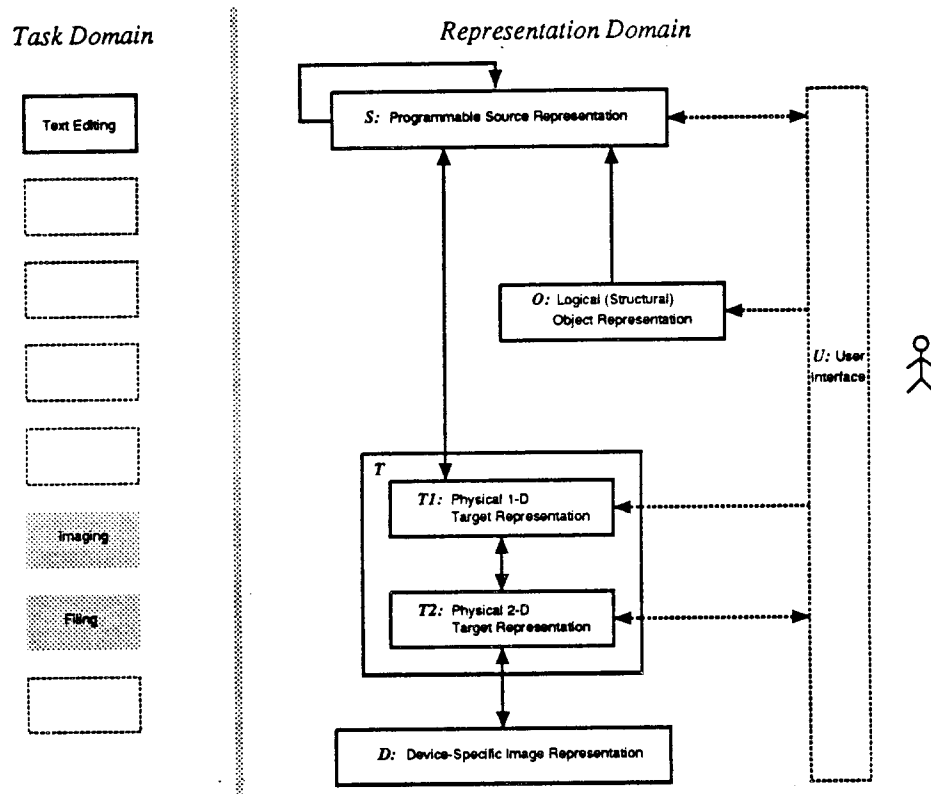 Task Domain
Representation Domain
Text Editing
S: Programmable Source Representation
O: Logical (Structural)
Object Representation
U: User
Interface
T
T1: Physical 1-D
Target Representation
Imaging
T2: Physical 2-D
Target Representation
Filing
D: Device-Specific Image Representation